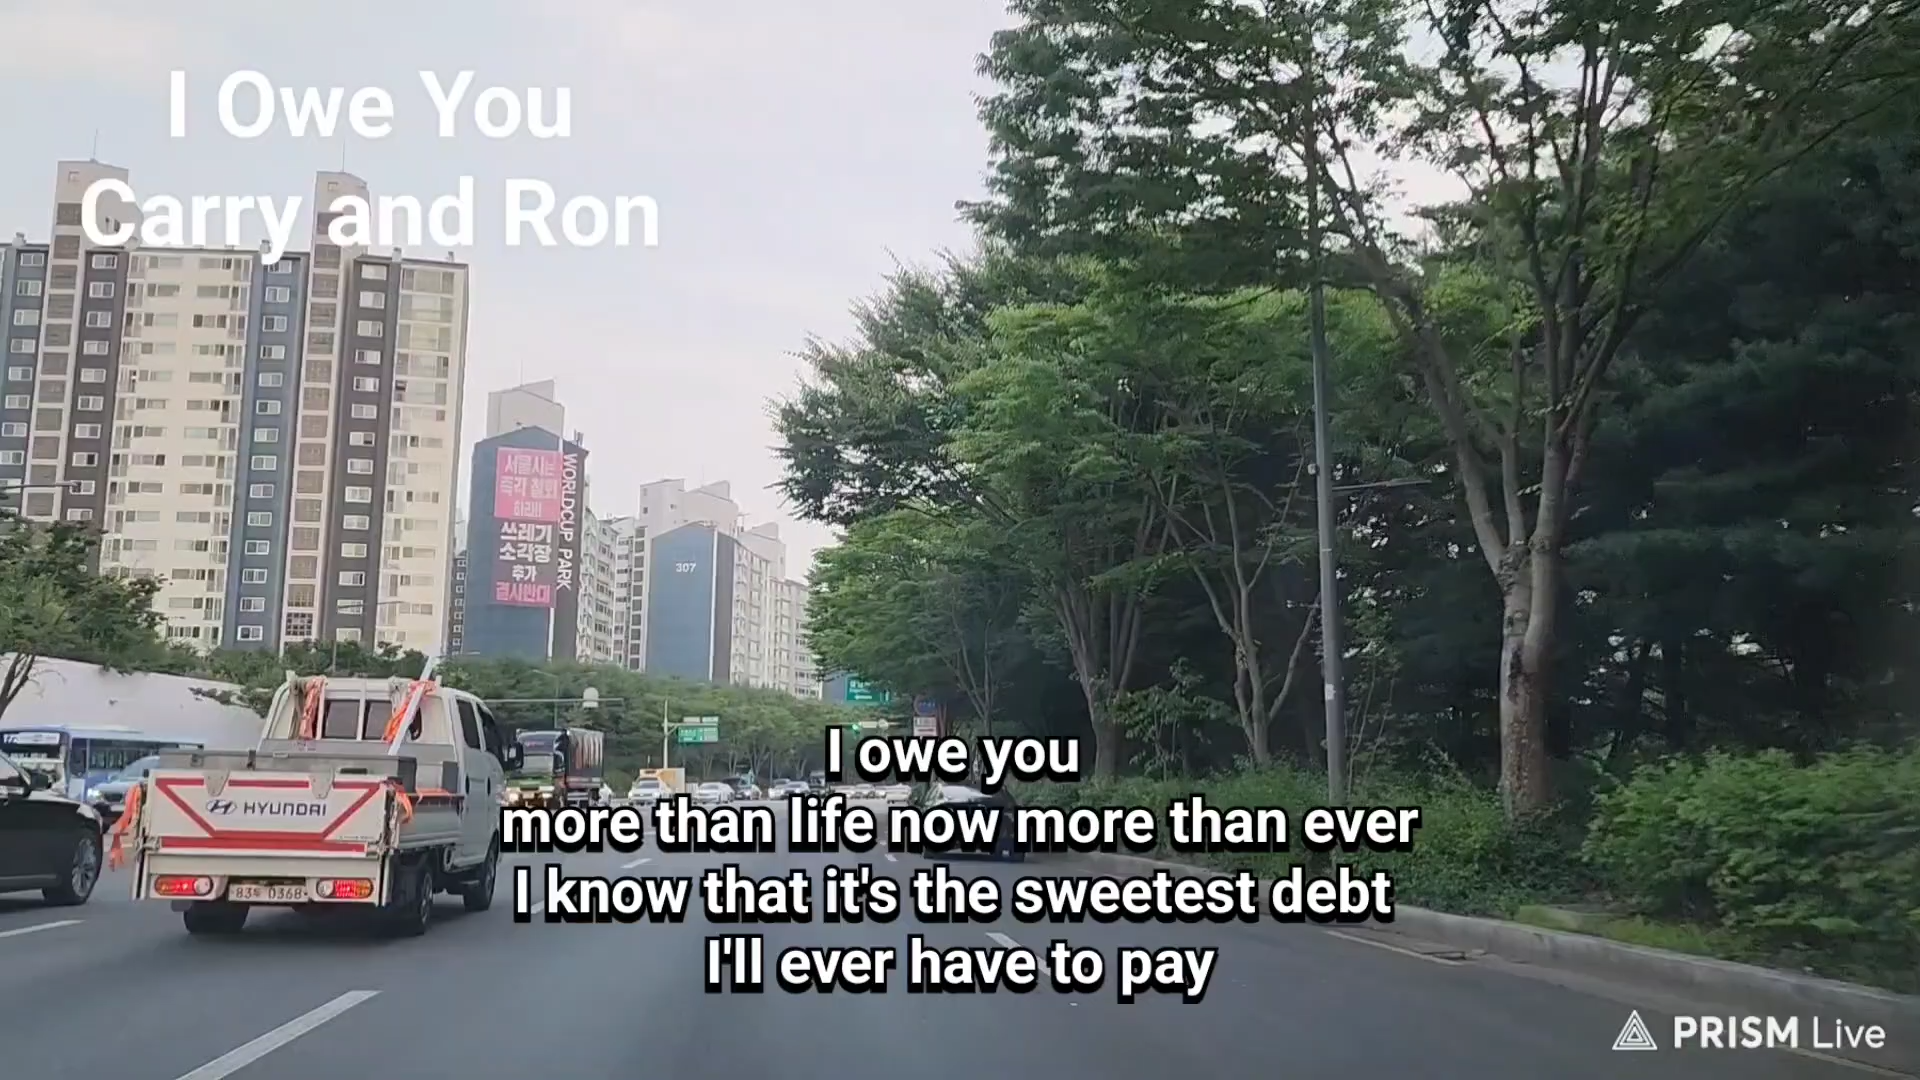 I Owe You
Carry and Ron
서울시는
즉각 철회
하라!!
쓰레기
소각장
추가
결사반대
WORLDCUP PARK
307
HYUNDAI
0368
I owe you
more than life now more than ever
I know that it's the sweetest debt
I'll ever have to pay
PRISM Live